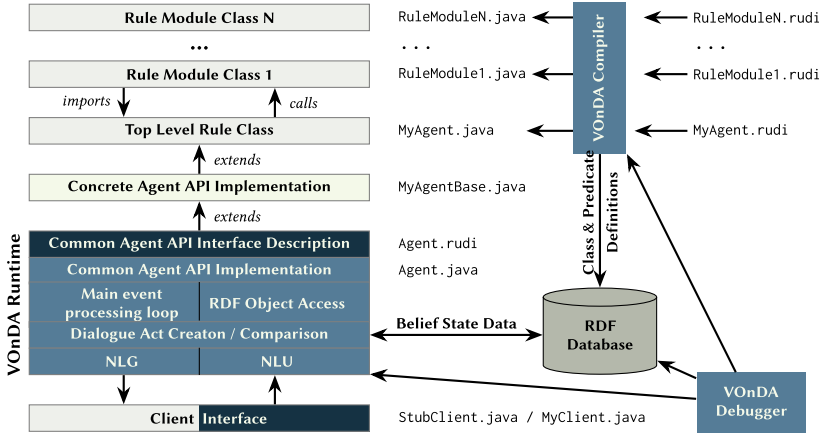 Rule Module Class N
RuleModuleN.java
RuleModuleN.rudi
...
...
...
Rule Module Class 1
RuleModule1.java
RuleModule1.rudi
VOnDA Compiler
imports
calls
Top Level Rule Class
MyAgent.java
MyAgent.rudi
extends
Concrete Agent API Implementation
MyAgentBase.java
Class & Predicate
Definitions
extends
VOnDA Runtime
Common Agent API Interface Description
Agent.rudi
Common Agent API Implementation
Agent.java
Main event
processing loop
RDF Object Access
Dialogue Act Creaton / Comparison
Belief State Data
RDF
Database
NLG
NLU
VOnDA
Debugger
Client Interface
StubClient.java / MyClient.java